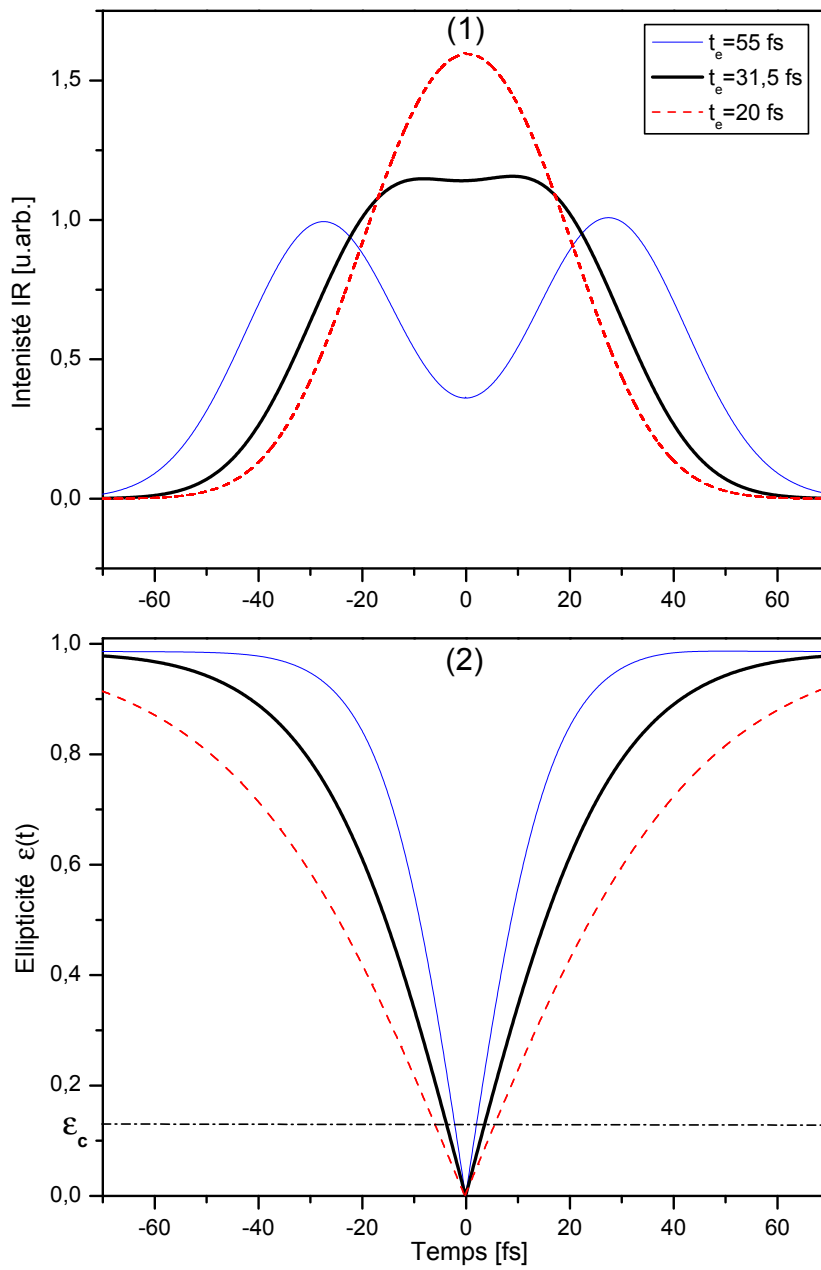 (1)
t_e=55 fs
t_e=31,5 fs
t_e=20 fs
Intenisté IR [u.arb.]
1,5
1,0
0,5
0,0
-60 -40 -20 0 20 40 60
(2)
Ellipticité ε(t)
1,0
0,8
0,6
0,4
0,2
ε_c
0,0
-60 -40 -20 0 20 40 60
Temps [fs]